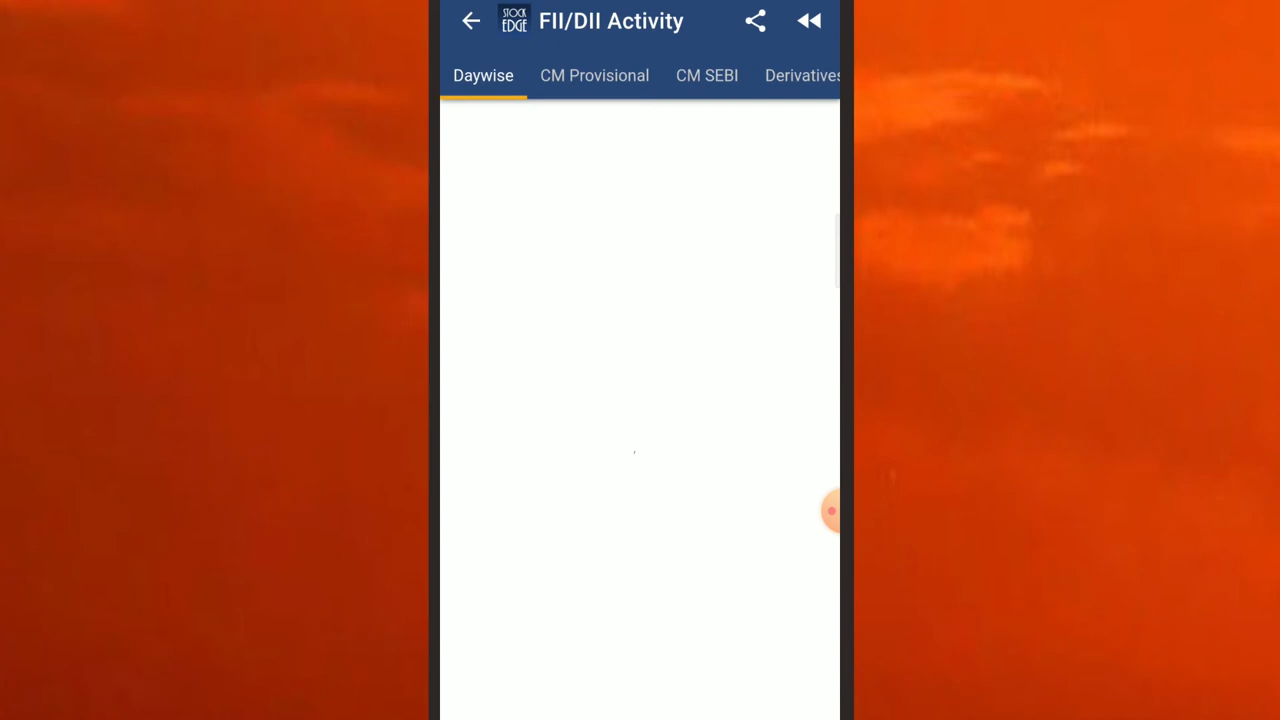 STOCK
EDGE
FII/DII Activity
Daywise CM Provisional CM SEBI Derivatives